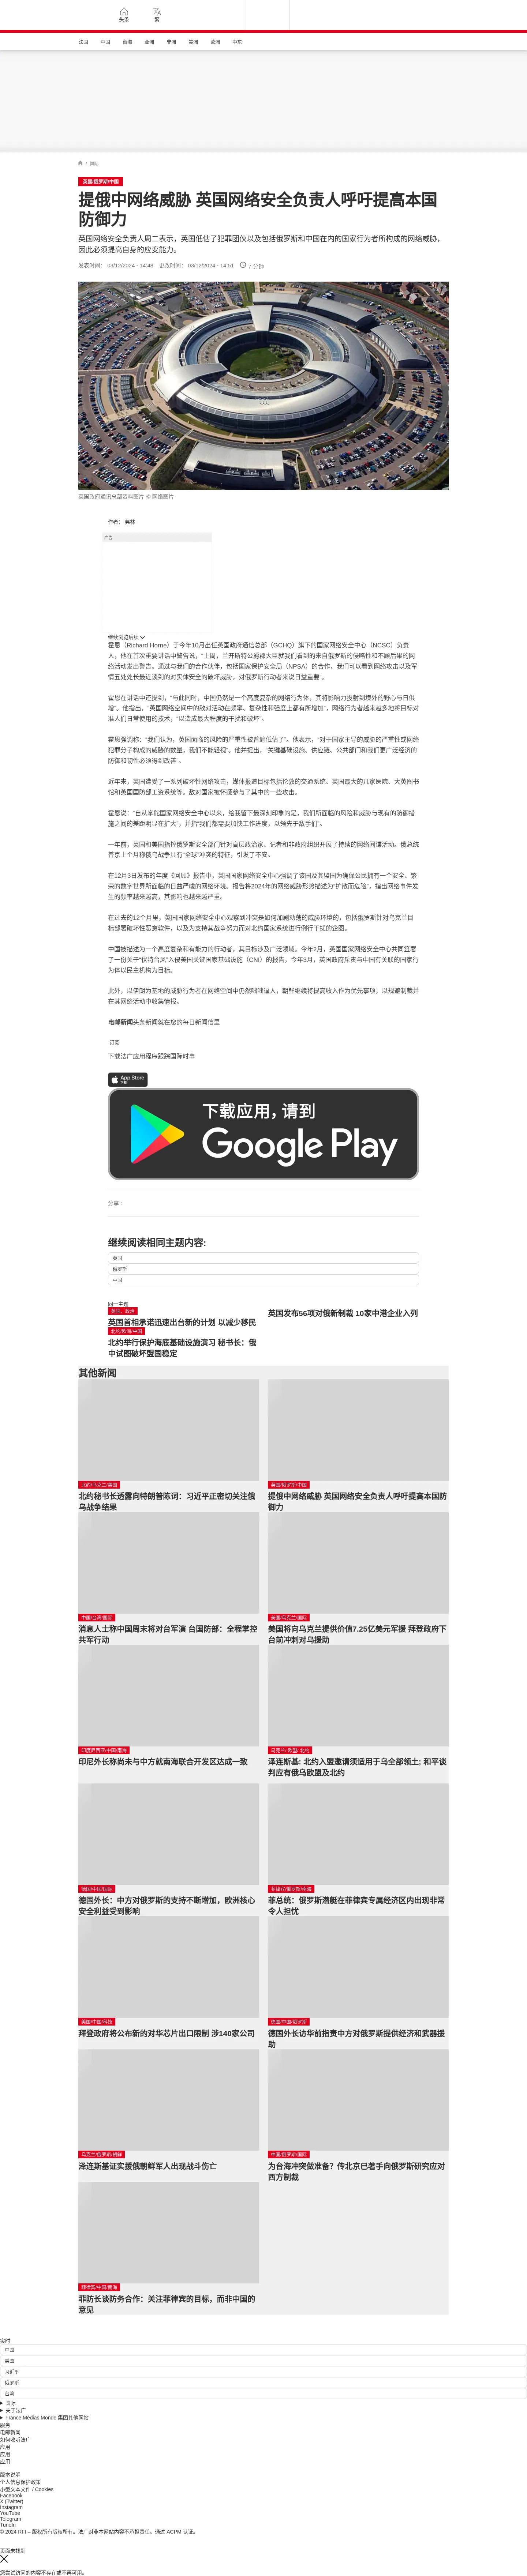 头条
繁
法国
中国
台海
亚洲
非洲
美洲
欧洲
中东
/ 国际
英国/俄罗斯/中国
提俄中网络威胁 英国网络安全负责人呼吁提高本国
防御力
英国网络安全负责人周二表示，英国低估了犯罪团伙以及包括俄罗斯和中国在内的国家行为者所构成的网络威胁，
因此必须提高自身的应变能力。
发表时间： 03/12/2024 - 14:48 更改时间： 03/12/2024 - 14:51 7 分钟
英国政府通讯总部资料图片 © 网络图片
作者： 弗林
广告
继续浏览后续
霍恩（Richard Horne）于今年10月出任英国政府通信总部（GCHQ）旗下的国家网络安全中心（NCSC）负责
人，他在首次重要讲话中警告说，“上周，兰开斯特公爵郡大臣就我们看到的来自俄罗斯的侵略性和不顾后果的网
络活动发出警告。通过与我们的合作伙伴，包括国家保护安全局（NPSA）的合作，我们可以看到网络攻击以及军
情五处处长最近谈到的对实体安全的破坏威胁，对俄罗斯行动者来说日益重要”。
霍恩在讲话中还提到，“与此同时，中国仍然是一个高度复杂的网络行为体，其将影响力投射到境外的野心与日俱
增”。他指出，“英国网络空间中的敌对活动在频率、复杂性和强度上都有所增加”，网络行为者越来越多地将目标对
准人们日常使用的技术，“以造成最大程度的干扰和破坏”。
霍恩强调称：“我们认为，英国面临的风险的严重性被普遍低估了”。他表示，“对于国家主导的威胁的严重性或网络
犯罪分子构成的威胁的数量，我们不能轻视”。他并提出，“关键基础设施、供应链、公共部门和我们更广泛经济的
防御和韧性必须得到改善”。
近年来，英国遭受了一系列破坏性网络攻击，媒体报道目标包括伦敦的交通系统、英国最大的几家医院、大英图书
馆和英国国防部工资系统等。敌对国家被怀疑参与了其中的一些攻击。
霍恩说：“自从掌舵国家网络安全中心以来，给我留下最深刻印象的是，我们所面临的风险和威胁与现有的防御措
施之间的差距明显在扩大”，并指“我们都需要加快工作进度，以领先于敌手们”。
一年前，英国和美国指控俄罗斯安全部门针对高层政治家、记者和非政府组织开展了持续的网络间谍活动。俄总统
普京上个月称俄乌战争具有“全球”冲突的特征，引发了不安。
在12月3日发布的年度《回顾》报告中，英国国家网络安全中心强调了该国及其盟国为确保公民拥有一个安全、繁
荣的数字世界所面临的日益严峻的网络环境。报告将2024年的网络威胁形势描述为“扩散而危险”，指出网络事件发
生的频率越来越高，其影响也越来越严重。
在过去的12个月里，英国国家网络安全中心观察到冲突是如何加剧动荡的威胁环境的，包括俄罗斯针对乌克兰目
标部署破坏性恶意软件，以及为支持其战争努力而对北约国家系统进行例行干扰的企图。
中国被描述为一个高度复杂和有能力的行动者，其目标涉及广泛领域。今年2月，英国国家网络安全中心共同签署
了一份关于“伏特台风”入侵美国关键国家基础设施（CNI）的报告，今年3月，英国政府斥责与中国有关联的国家行
为体以民主机构为目标。
此外，以伊朗为基地的威胁行为者在网络空间中仍然咄咄逼人，朝鲜继续将提高收入作为优先事项，以规避制裁并
在其网络活动中收集情报。
电邮新闻头条新闻就在您的每日新闻信里
订阅
下载法广应用程序跟踪国际时事
App Store
下载
下载应用，请到
Google Play
分享 :
继续阅读相同主题内容:
英国
俄罗斯
中国
同一主题
英国、政治
英国首相承诺迅速出台新的计划 以减少移民
英国发布56项对俄新制裁 10家中港企业入列
北约/欧洲/中国
北约举行保护海底基础设施演习 秘书长：俄
中试图破坏盟国稳定
其他新闻
北约/乌克兰/美国
北约秘书长透露向特朗普陈词：习近平正密切关注俄
乌战争结果
英国/俄罗斯/中国
提俄中网络威胁 英国网络安全负责人呼吁提高本国防
御力
中国/台湾/国际
消息人士称中国周末将对台军演 台国防部：全程掌控
共军行动
美国/乌克兰/国际
美国将向乌克兰提供价值7.25亿美元军援 拜登政府下
台前冲刺对乌援助
印度尼西亚/中国/南海
印尼外长称尚未与中方就南海联合开发区达成一致
乌克兰/ 欧盟/ 北约
泽连斯基: 北约入盟邀请须适用于乌全部领土; 和平谈
判应有俄乌欧盟及北约
德国/中国/国际
德国外长：中方对俄罗斯的支持不断增加，欧洲核心
安全利益受到影响
菲律宾/俄罗斯/南海
菲总统：俄罗斯潜艇在菲律宾专属经济区内出现非常
令人担忧
美国/中国/科技
拜登政府将公布新的对华芯片出口限制 涉140家公司
德国/中国/俄罗斯
德国外长访华前指责中方对俄罗斯提供经济和武器援
助
乌克兰/俄罗斯/朝鲜
泽连斯基证实援俄朝鲜军人出现战斗伤亡
中国/俄罗斯/国际
为台海冲突做准备？传北京已著手向俄罗斯研究应对
西方制裁
菲律宾/中国/南海
菲防长谈防务合作：关注菲律宾的目标，而非中国的
意见
实时
中国
美国
习近平
俄罗斯
台湾
国际
关于法广
France Médias Monde 集团其他网站
服务
电邮新闻
如何收听法广
应用
应用
应用
版本说明
个人信息保护政策
小型文本文件 / Cookies
Facebook
X (Twitter)
Instagram
YouTube
Telegram
TuneIn
© 2024 RFI – 版权所有版权所有。法广对非本网站内容不承担责任。通过 ACPM 认证。
页面未找到
您尝试访问的内容不存在或不再可用。